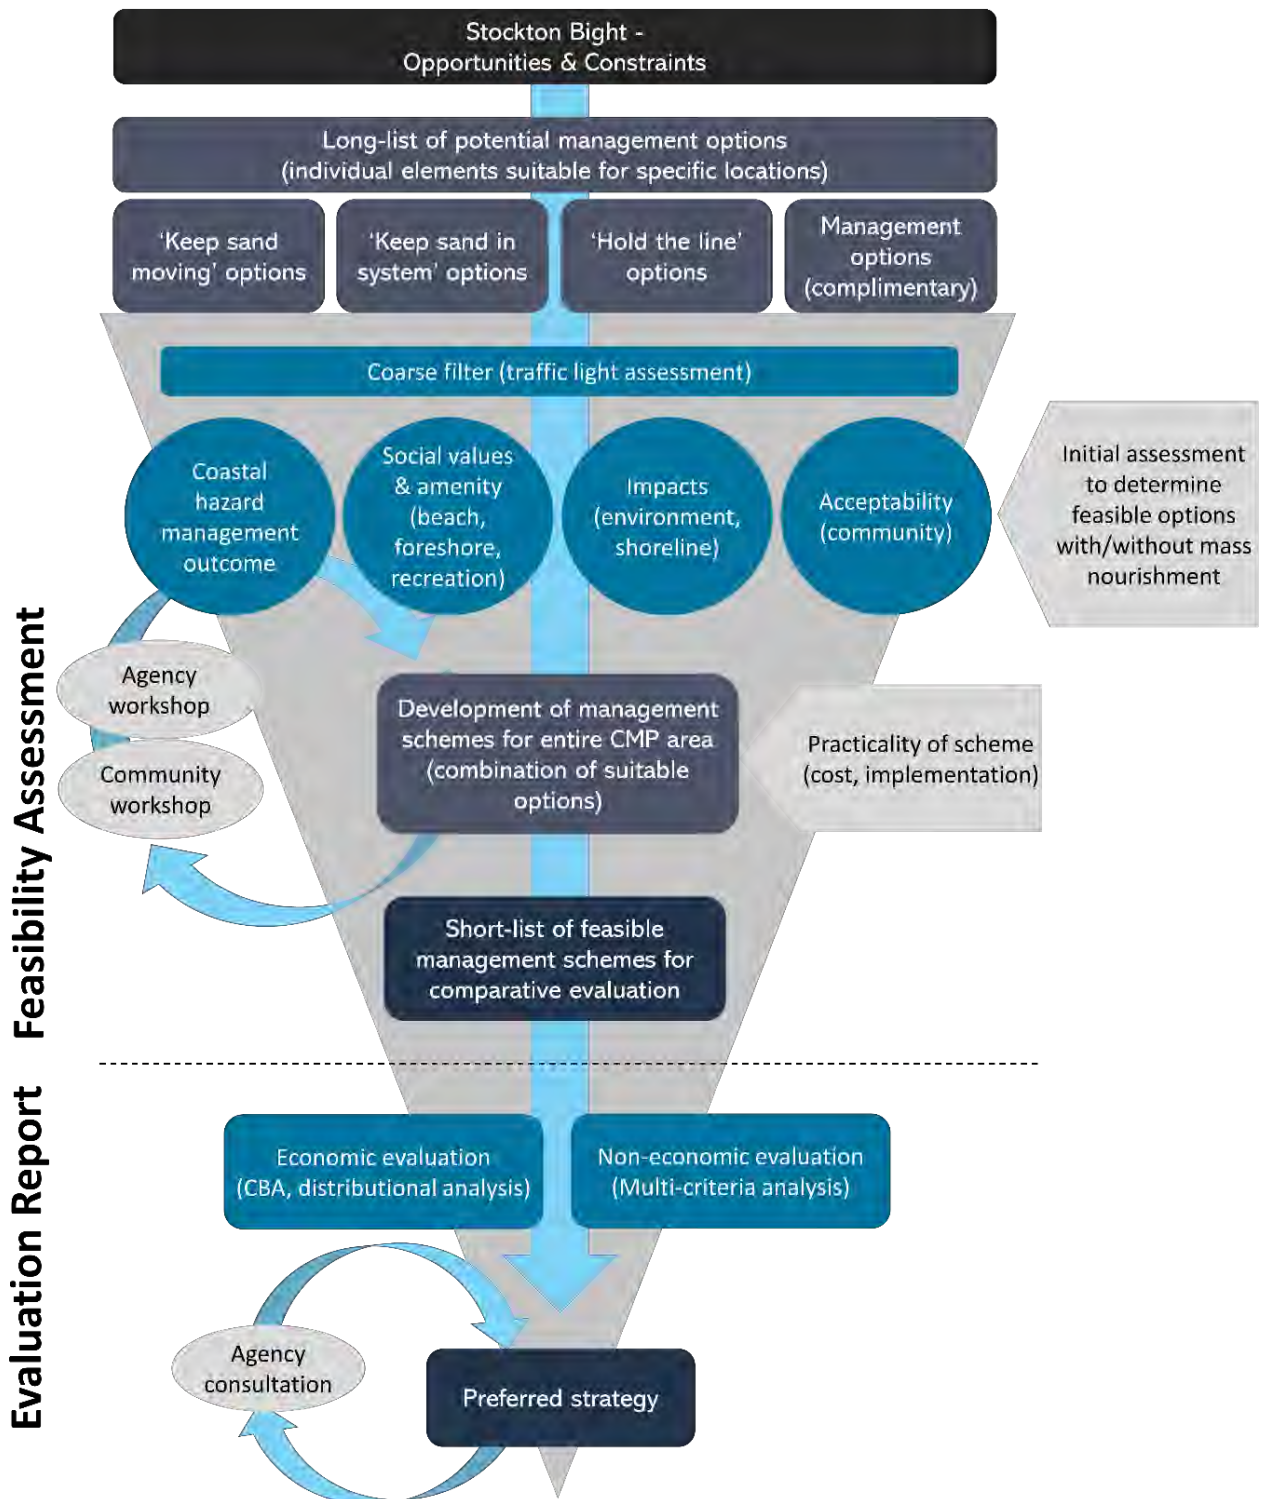 Stockton Bight -
Opportunities & Constraints
Long-list of potential management options
(individual elements suitable for specific locations)
‘Keep sand
moving’ options
‘Keep sand in
system’ options
‘Hold the line’
options
Management
options
(complimentary)
Coarse filter (traffic light assessment)
Coastal
hazard
management
outcome
Social values
& amenity
(beach,
foreshore,
recreation)
Impacts
(environment,
shoreline)
Acceptability
(community)
Initial assessment
to determine
feasible options
with/without mass
nourishment
Feasibility Assessment
Agency
workshop
Community
workshop
Development of management
schemes for entire CMP area
(combination of suitable
options)
Practicality of scheme
(cost, implementation)
Short-list of feasible
management schemes for
comparative evaluation
Evaluation Report
Economic evaluation
(CBA, distributional analysis)
Non-economic evaluation
(Multi-criteria analysis)
Agency
consultation
Preferred strategy